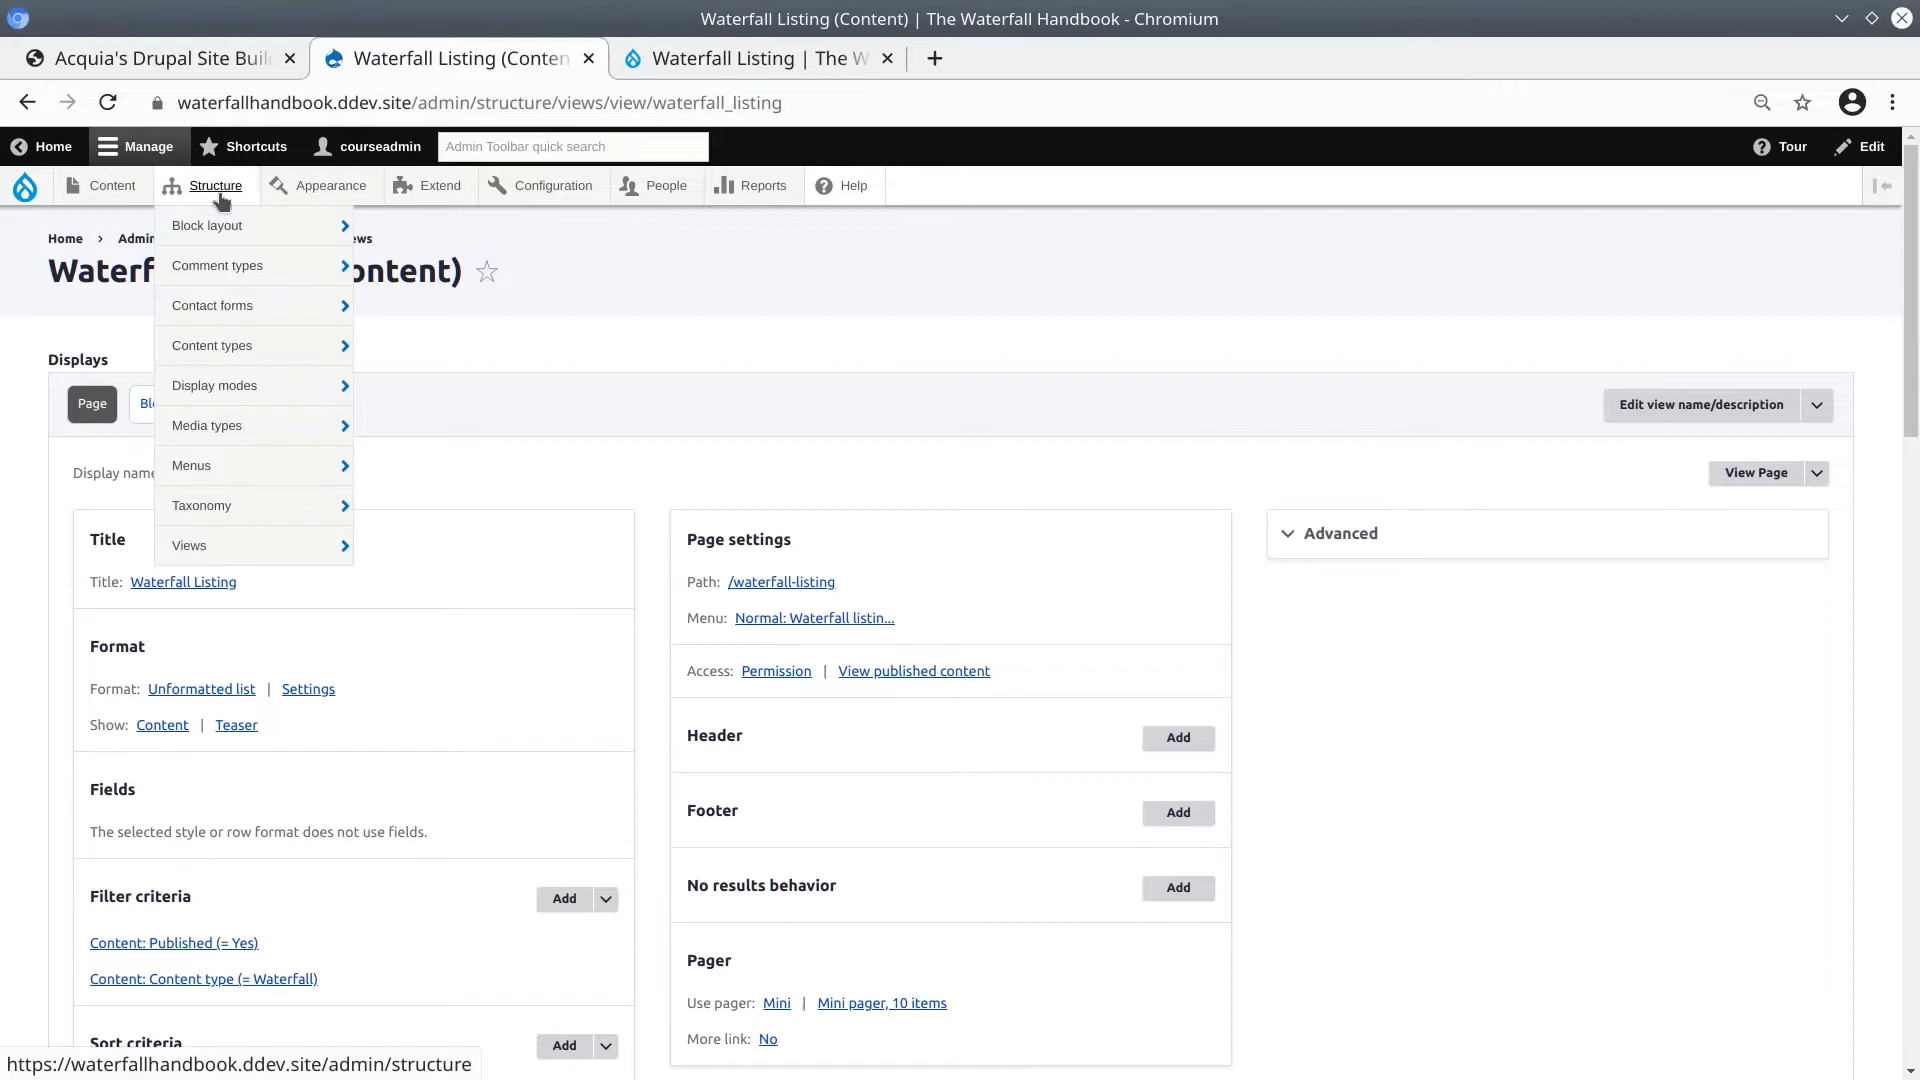 Waterfall Listing (Content) | The Waterfall Handbook - Chromium
Acquia's Drupal Site Buil
Waterfall Listing (Conten
Waterfall Listing | The W
waterfallhandbook.ddev.site/admin/structure/views/view/waterfall_listing
Home
Manage
Shortcuts
courseadmin
Admin Toolbar quick search
Tour
Edit
Content
Structure
Appearance
Extend
Configuration
People
Reports
Help
Block layout
Comment types
Contact forms
Content types
Display modes
Media types
Menus
Taxonomy
Views
Home › Admin ews
Waterf ontent)
Displays
Page
Blo
Edit view name/description
Display name
View Page
Title
Title: Waterfall Listing
Format
Format: Unformatted list | Settings
Show: Content | Teaser
Fields
The selected style or row format does not use fields.
Filter criteria
Add
Content: Published (= Yes)
Content: Content type (= Waterfall)
Sort criteria
Add
Page settings
Path: /waterfall-listing
Menu: Normal: Waterfall listin...
Access: Permission | View published content
Header
Add
Footer
Add
No results behavior
Add
Pager
Use pager: Mini | Mini pager, 10 items
More link: No
Advanced
https://waterfallhandbook.ddev.site/admin/structure